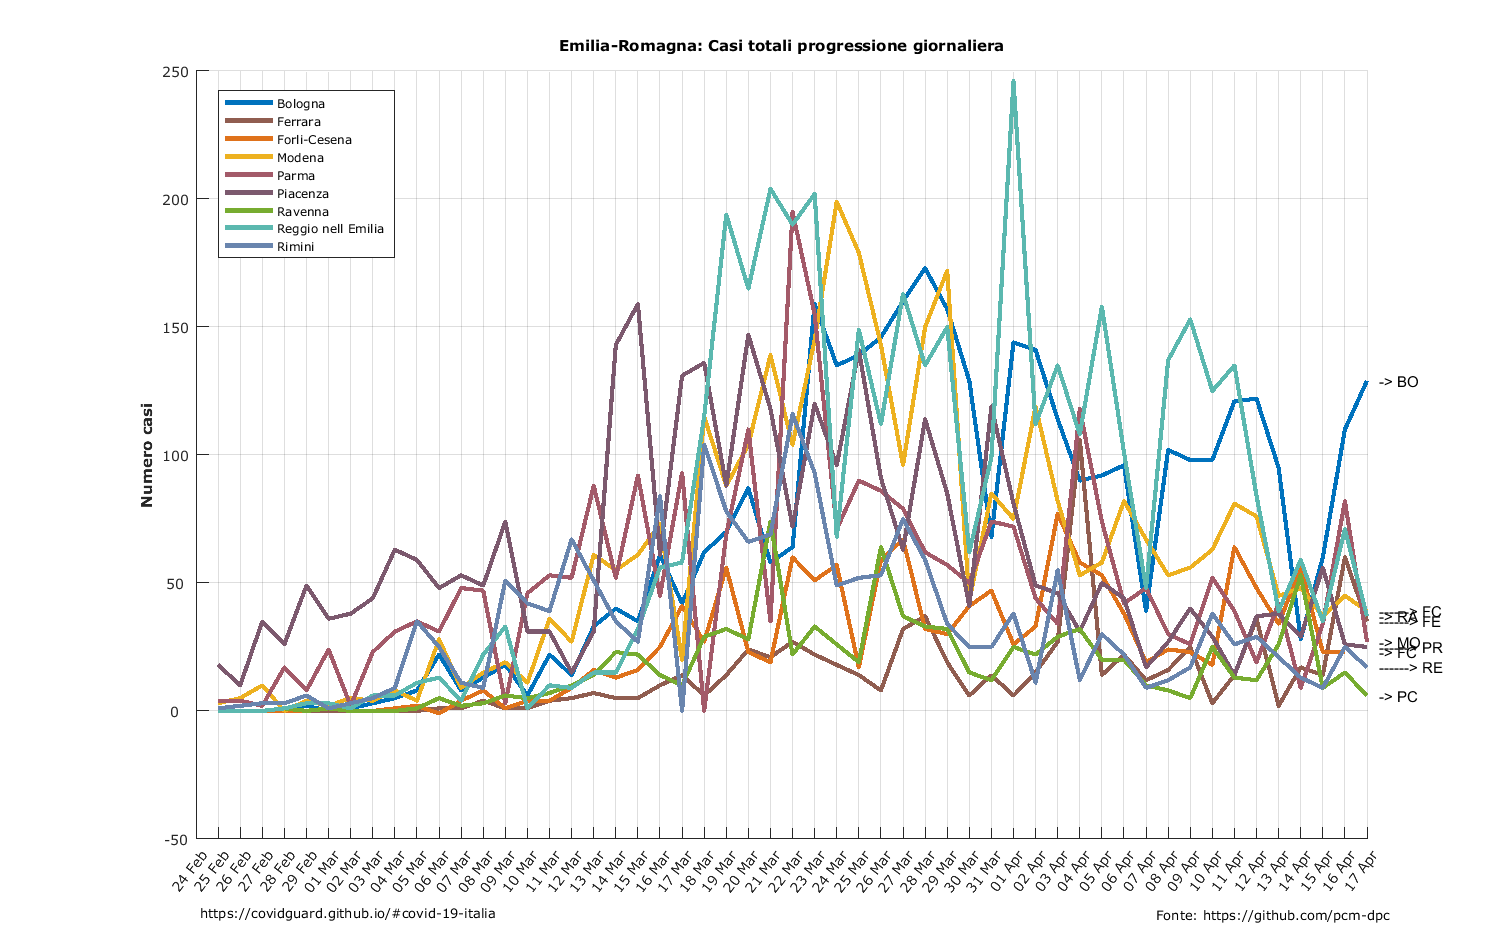 Emilia-Romagna: Casi totali progressione giornaliera
250
200
150
100
50
0
-50
Numero casi
Bologna
Ferrara
Forlì-Cesena
Modena
Parma
Piacenza
Ravenna
Reggio nell Emilia
Rimini
-> BO
FC
RA FE
-> MO
PR
------> RE
-> PC
24 Feb
25 Feb
26 Feb
27 Feb
28 Feb
29 Feb
01 Mar
02 Mar
03 Mar
04 Mar
05 Mar
06 Mar
07 Mar
08 Mar
09 Mar
10 Mar
11 Mar
12 Mar
13 Mar
14 Mar
15 Mar
16 Mar
17 Mar
18 Mar
19 Mar
20 Mar
21 Mar
22 Mar
23 Mar
24 Mar
25 Mar
26 Mar
27 Mar
28 Mar
29 Mar
30 Mar
31 Mar
01 Apr
02 Apr
03 Apr
04 Apr
05 Apr
06 Apr
07 Apr
08 Apr
09 Apr
10 Apr
11 Apr
12 Apr
13 Apr
14 Apr
15 Apr
16 Apr
17 Apr
https://covidguard.github.io/#covid-19-italia
Fonte: https://github.com/pcm-dpc